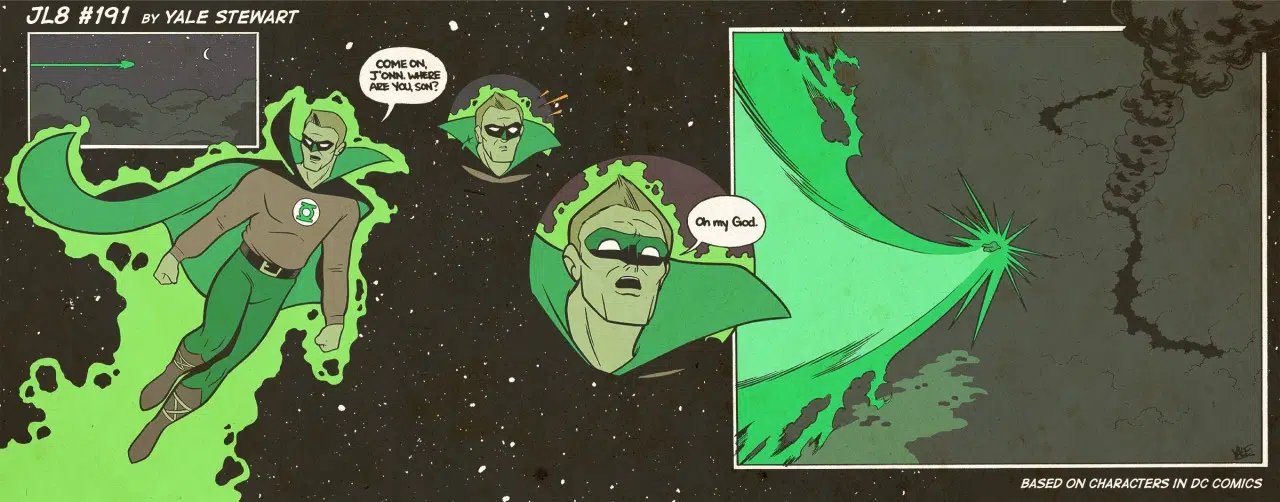 JL8 #191 BY YALE STEWART
COME ON,
J'ONN. WHERE
ARE YOU, SON?
Oh my God.
YALE
BASED ON CHARACTERS IN DC COMICS